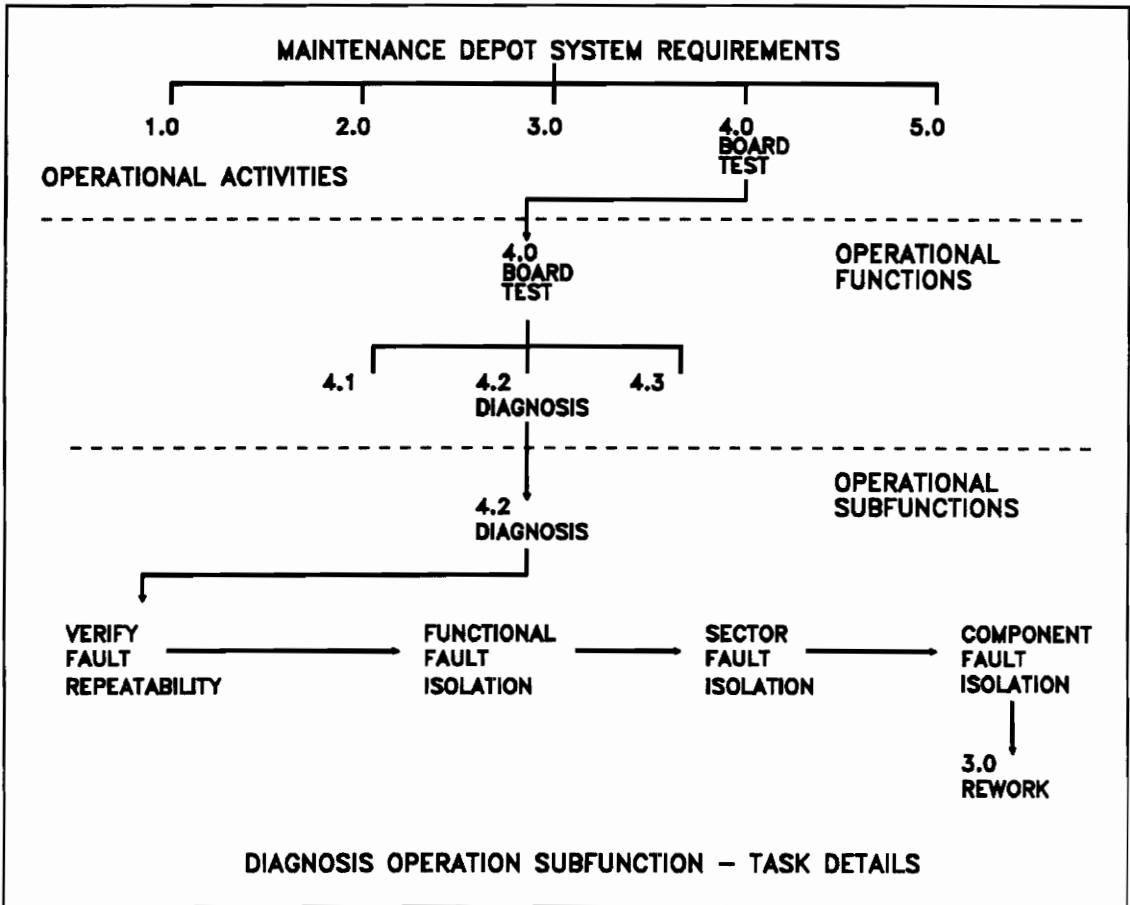 MAINTENANCE DEPOT SYSTEM REQUIREMENTS
1.0 2.0 3.0 4.0 5.0
BOARD
TEST
OPERATIONAL ACTIVITIES
4.0
BOARD
TEST
OPERATIONAL
FUNCTIONS
4.1 4.2 4.3
DIAGNOSIS
OPERATIONAL
SUBFUNCTIONS
4.2
DIAGNOSIS
VERIFY
FAULT
REPEATABILITY
FUNCTIONAL
FAULT
ISOLATION
SECTOR
FAULT
ISOLATION
COMPONENT
FAULT
ISOLATION
3.0
REWORK
DIAGNOSIS OPERATION SUBFUNCTION – TASK DETAILS